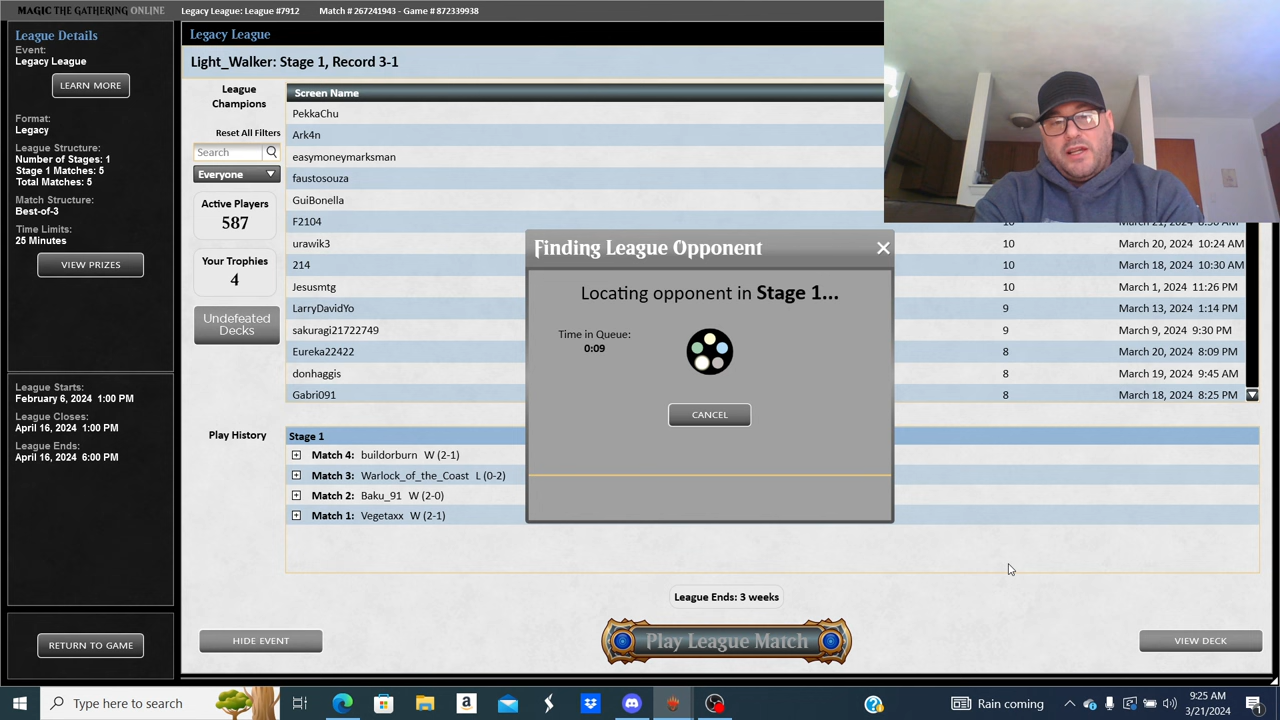 MAGIC THE GATHERING ONLINE
Legacy League: League #7912 Match # 267241943 - Game # 872339938
League Details
Event:
Legacy League
LEARN MORE
Format:
Legacy
League Structure:
Number of Stages: 1
Stage 1 Matches: 5
Total Matches: 5
Match Structure:
Best-of-3
Time Limits:
25 Minutes
VIEW PRIZES
League Starts:
February 6, 2024 1:00 PM
League Closes:
April 16, 2024 1:00 PM
League Ends:
April 16, 2024 6:00 PM
RETURN TO GAME
Legacy League
Light_Walker: Stage 1, Record 3-1
League
Champions
Reset All Filters
Search
Everyone
Active Players
587
Your Trophies
4
Undefeated
Decks
Screen Name
PekkaChu
Ark4n
easymoneymarksman
faustosouza
GuiBonella
F2104
urawik3 10 March 20, 2024 10:24 AM
214 10 March 18, 2024 10:30 AM
Jesusmtg 10 March 1, 2024 11:26 PM
LarryDavidYo 9 March 13, 2024 1:14 PM
sakuragi21722749 9 March 9, 2024 9:30 PM
Eureka22422 8 March 20, 2024 8:09 PM
donhaggis 8 March 19, 2024 9:45 AM
Gabri091 8 March 18, 2024 8:25 PM
Finding League Opponent
Locating opponent in Stage 1...
Time in Queue:
0:09
CANCEL
Play History
Stage 1
Match 4: buildorburn W (2-1)
Match 3: Warlock_of_the_Coast L (0-2)
Match 2: Baku_91 W (2-0)
Match 1: Vegetaxx W (2-1)
League Ends: 3 weeks
HIDE EVENT
Play League Match
VIEW DECK
Type here to search
Rain coming
9:25 AM
3/21/2024
1